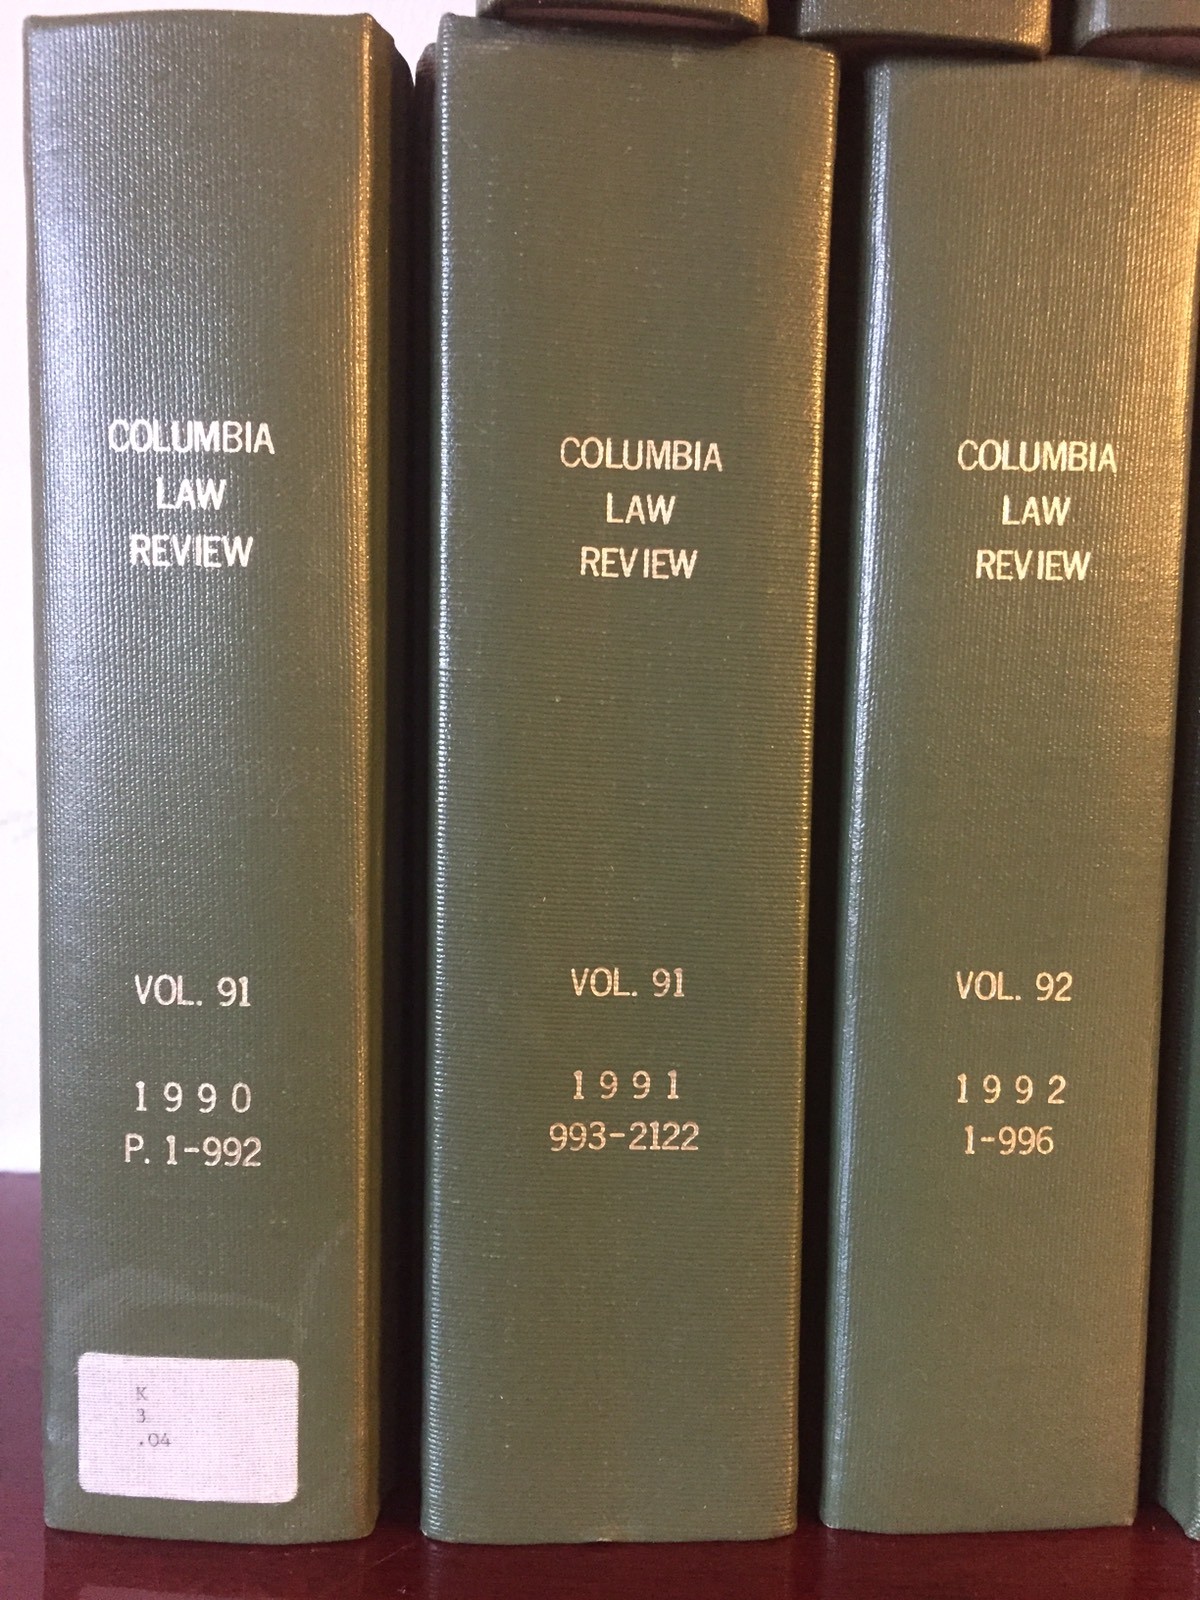 COLUMBIA
LAW
REVIEW
VOL. 91
1990
P. 1-992
K
3
.04
COLUMBIA
LAW
REVIEW
VOL. 91
1991
993-2122
COLUMBIA
LAW
REVIEW
VOL. 92
1992
1-996